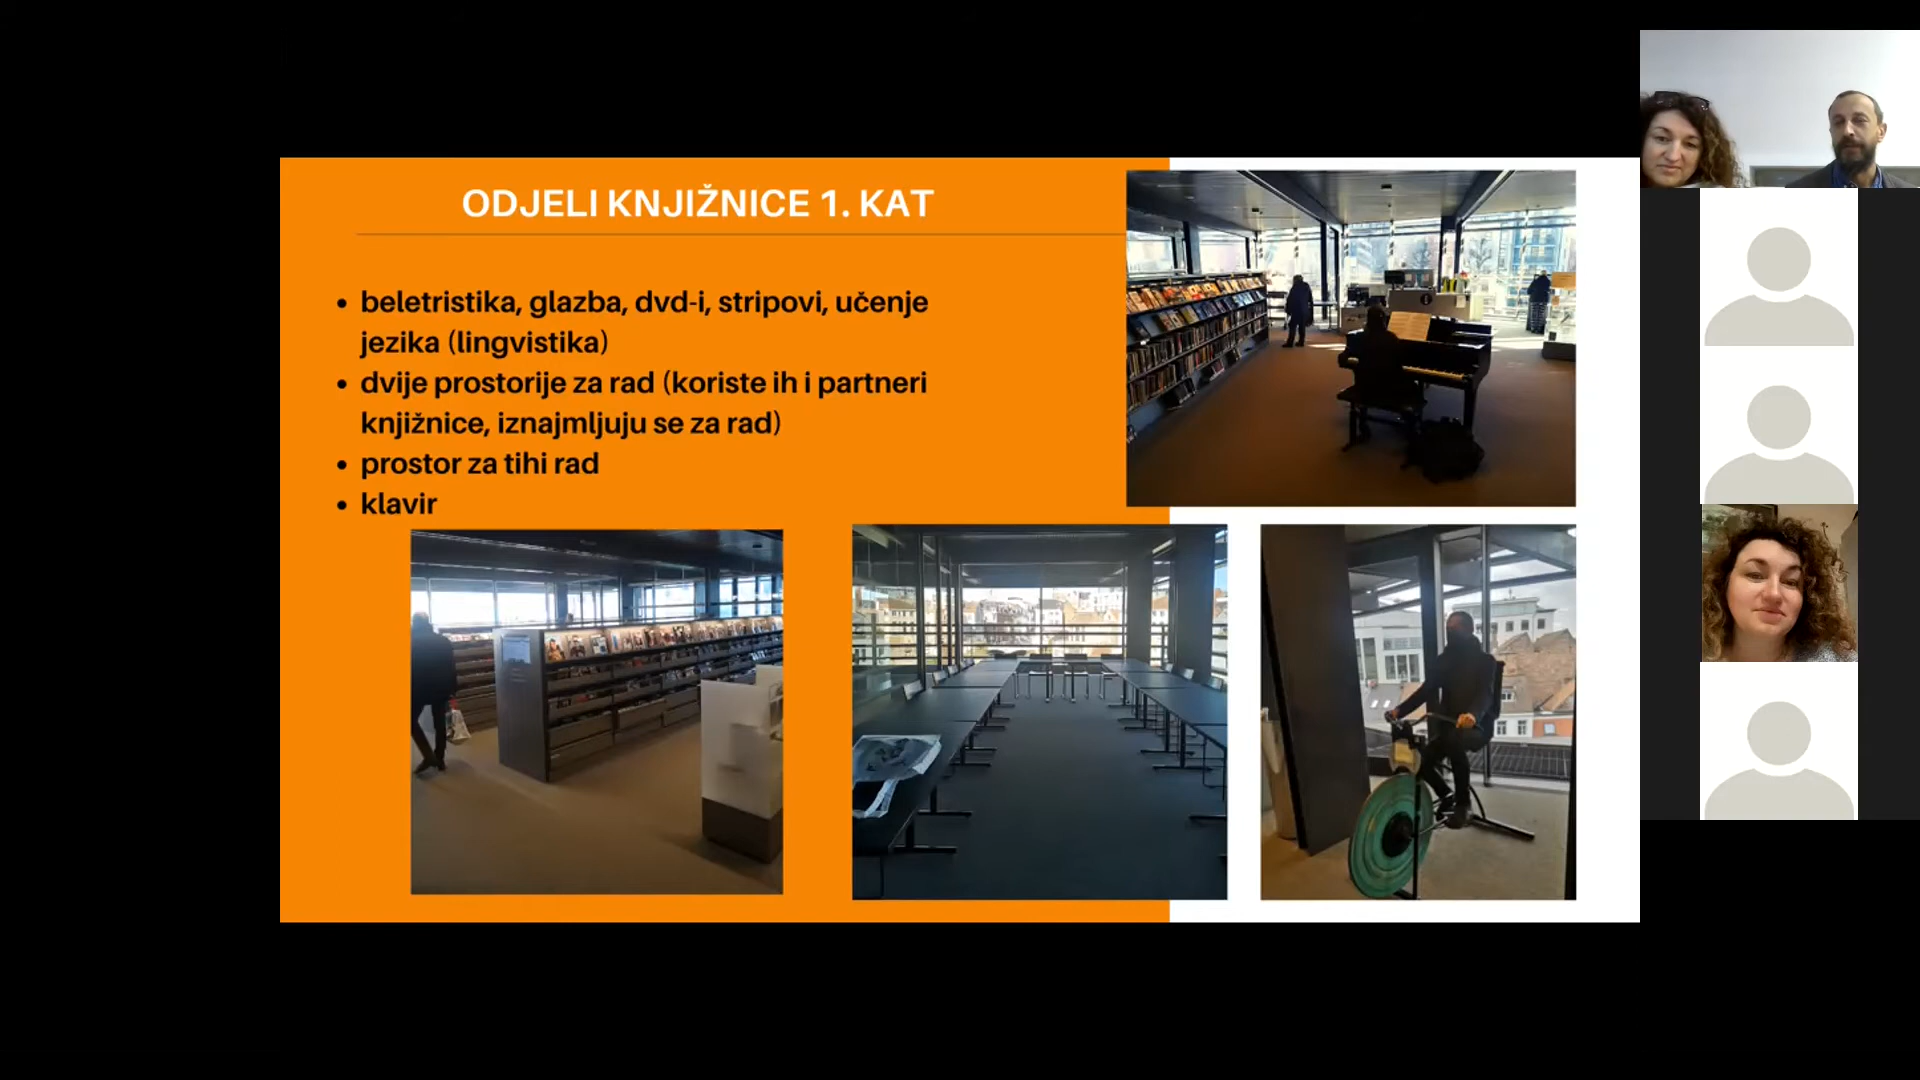 ODJELI KNJIŽNICE 1. KAT
• beletristika, glazba, dvd-i, stripovi, učenje
jezika (lingvistika)
• dvije prostorije za rad (koriste ih i partneri
knjižnice, iznajmljuju se za rad)
• prostor za tihi rad
• klavir